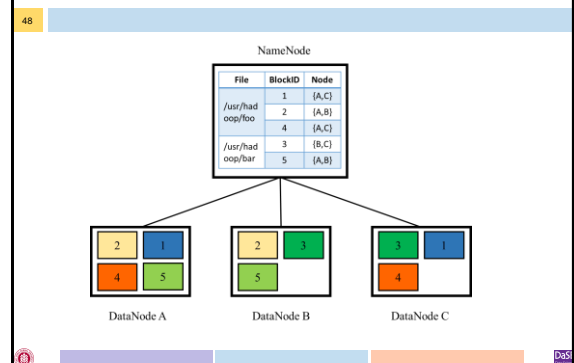 48
NameNode
File BlockID Node
/usr/had
oop/foo
1 {A,C}
2 {A,B}
4 {A,C}
/usr/had
oop/bar
3 {B,C}
5 {A,B}
2 1
4 5
2 3
5
3 1
4
DataNode A DataNode B DataNode C
DaSI